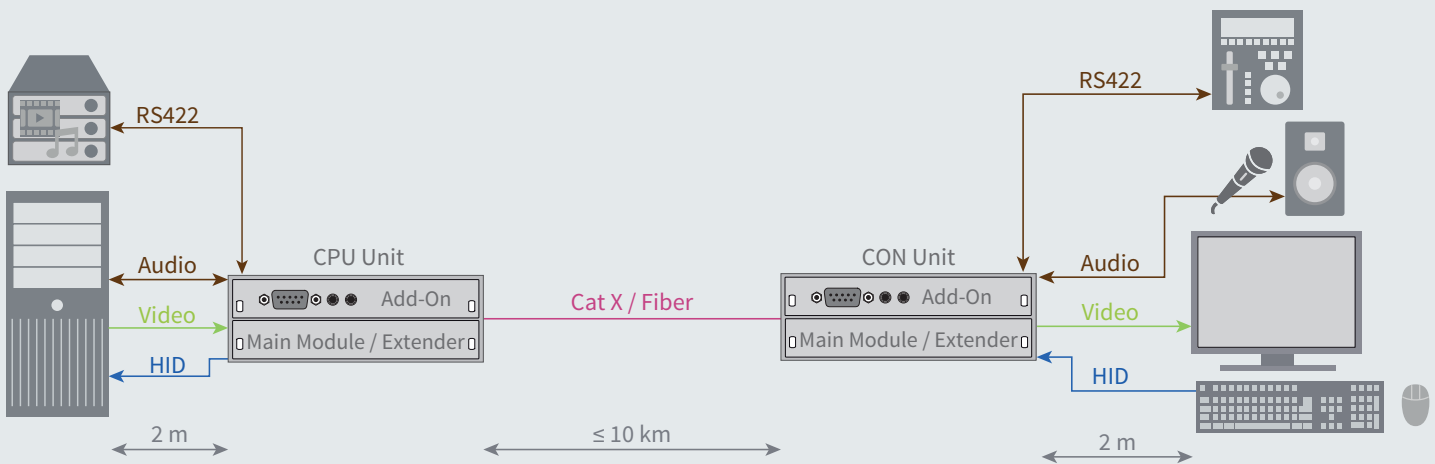 RS422
RS422
CPU Unit
CON Unit
Audio
Audio
Add-On
Add-On
Cat X / Fiber
Video
Video
Main Module / Extender
Main Module / Extender
HID
HID
2 m
≤ 10 km
2 m